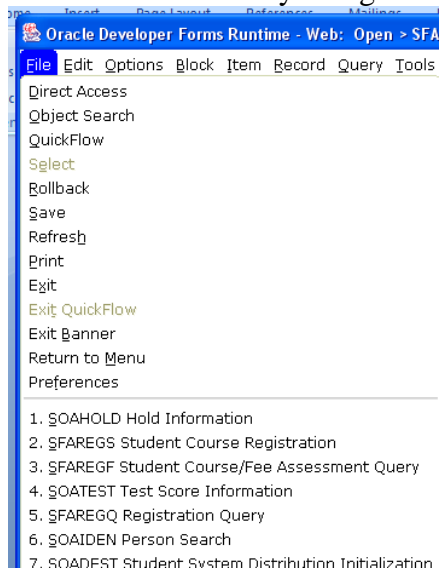 Oracle Developer Forms Runtime - Web: Open > SFA
File Edit Options Block Item Record Query Tools
Direct Access
Object Search
QuickFlow
Select
Rollback
Save
Refresh
Print
Exit
Exit QuickFlow
Exit Banner
Return to Menu
Preferences
1. SOAHOLD Hold Information
2. SFAREGS Student Course Registration
3. SFAREGF Student Course/Fee Assessment Query
4. SOATEST Test Score Information
5. SFAREGQ Registration Query
6. SOAIDEN Person Search
7. SOADEST Student System Distribution Initialization